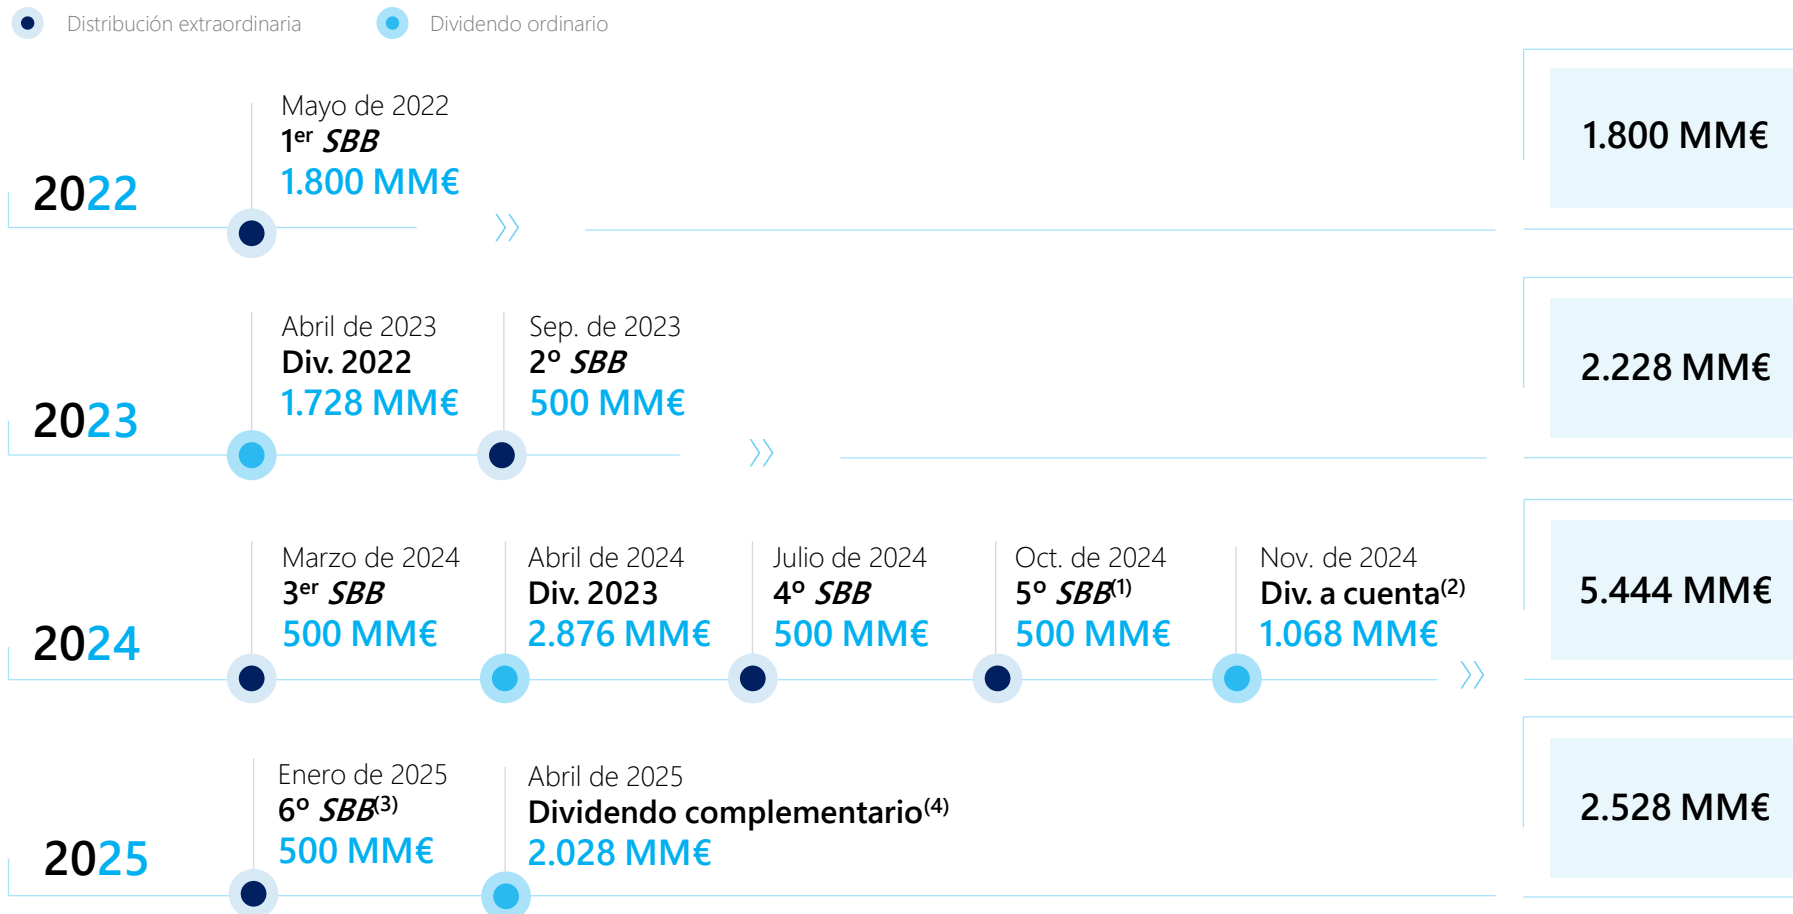 Distribución extraordinaria
Dividendo ordinario
2022
Mayo de 2022
1er SBB
1.800 MM€
1.800 MM€
2023
Abril de 2023
Div. 2022
1.728 MM€
Sep. de 2023
2º SBB
500 MM€
2.228 MM€
2024
Marzo de 2024
3er SBB
500 MM€
Abril de 2024
Div. 2023
2.876 MM€
Julio de 2024
4º SBB
500 MM€
Oct. de 2024
5º SBB(1)
500 MM€
Nov. de 2024
Div. a cuenta(2)
1.068 MM€
5.444 MM€
2025
Enero de 2025
6º SBB(3)
500 MM€
Abril de 2025
Dividendo complementario(4)
2.028 MM€
2.528 MM€